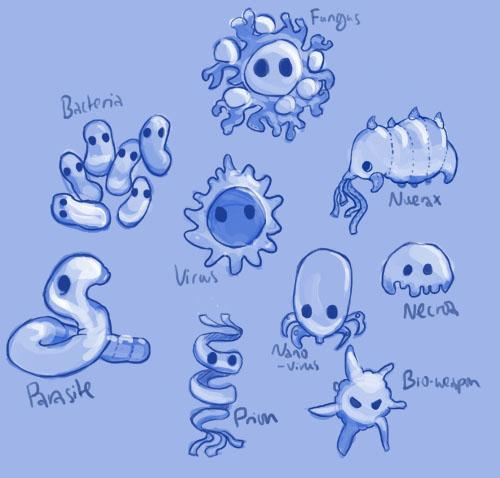 Fungus
Bacteria
Nuerax
Virus
Necroa
Nano
-virus
Bio-weapon
Parasite
Prion